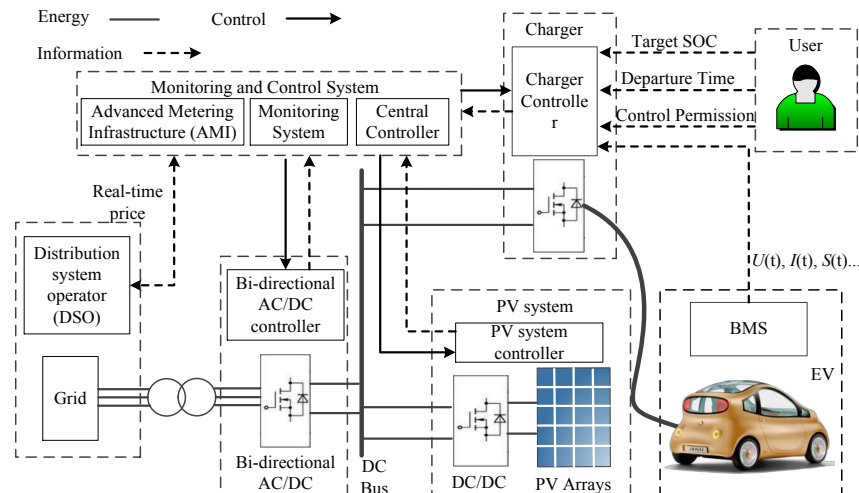 Energy
Control
Information
Monitoring and Control System
Advanced Metering
Infrastructure (AMI)
Monitoring
System
Central
Controller
Charger
Charger
Controlle
r
Target SOC
Departure Time
Control Permission
User
Real-time
price
Distribution
system
operator
(DSO)
Bi-directional
AC/DC
controller
U(t), I(t), S(t)...
PV system
PV system
controller
BMS
EV
Grid
Bi-directional
AC/DC
DC
Bus
DC/DC
PV Arrays